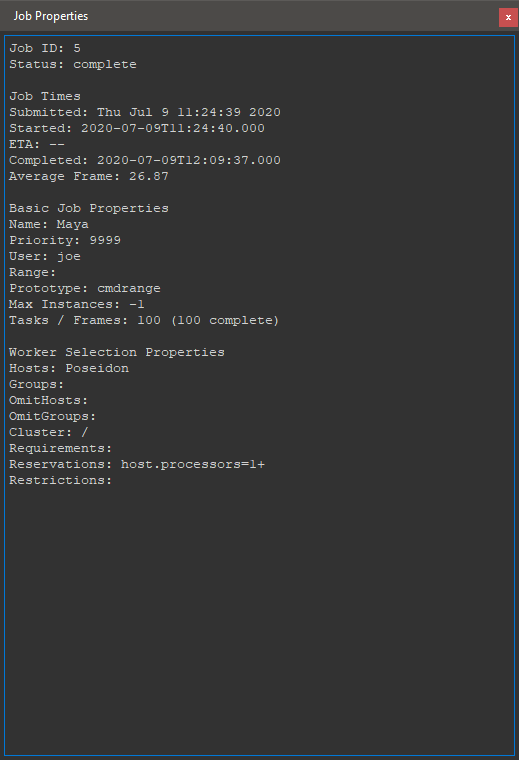 Job Properties
x
Job ID: 5
Status: complete
Job Times
Submitted: Thu Jul 9 11:24:39 2020
Started: 2020-07-09T11:24:40.000
ETA: --
Completed: 2020-07-09T12:09:37.000
Average Frame: 26.87
Basic Job Properties
Name: Maya
Priority: 9999
User: joe
Range:
Prototype: cmdrange
Max Instances: -1
Tasks / Frames: 100 (100 complete)
Worker Selection Properties
Hosts: Poseidon
Groups:
OmitHosts:
OmitGroups:
Cluster: /
Requirements:
Reservations: host.processors=1+
Restrictions: